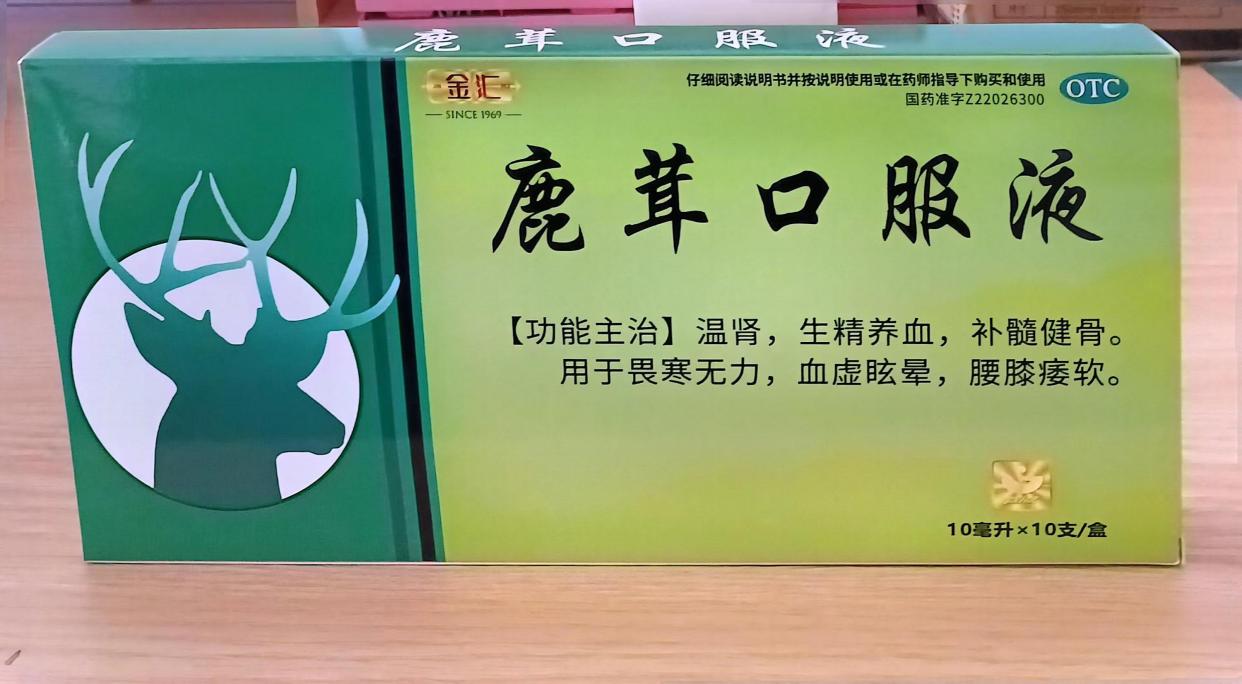 鹿茸口服液
金汇
SINCE 1969
仔细阅读说明书并按说明使用或在药师指导下购买和使用
国药准字Z22026300
OTC
鹿茸口服液
【功能主治】温肾，生精养血，补髓健骨。
用于畏寒无力，血虚眩晕，腰膝痿软。
10毫升×10支/盒